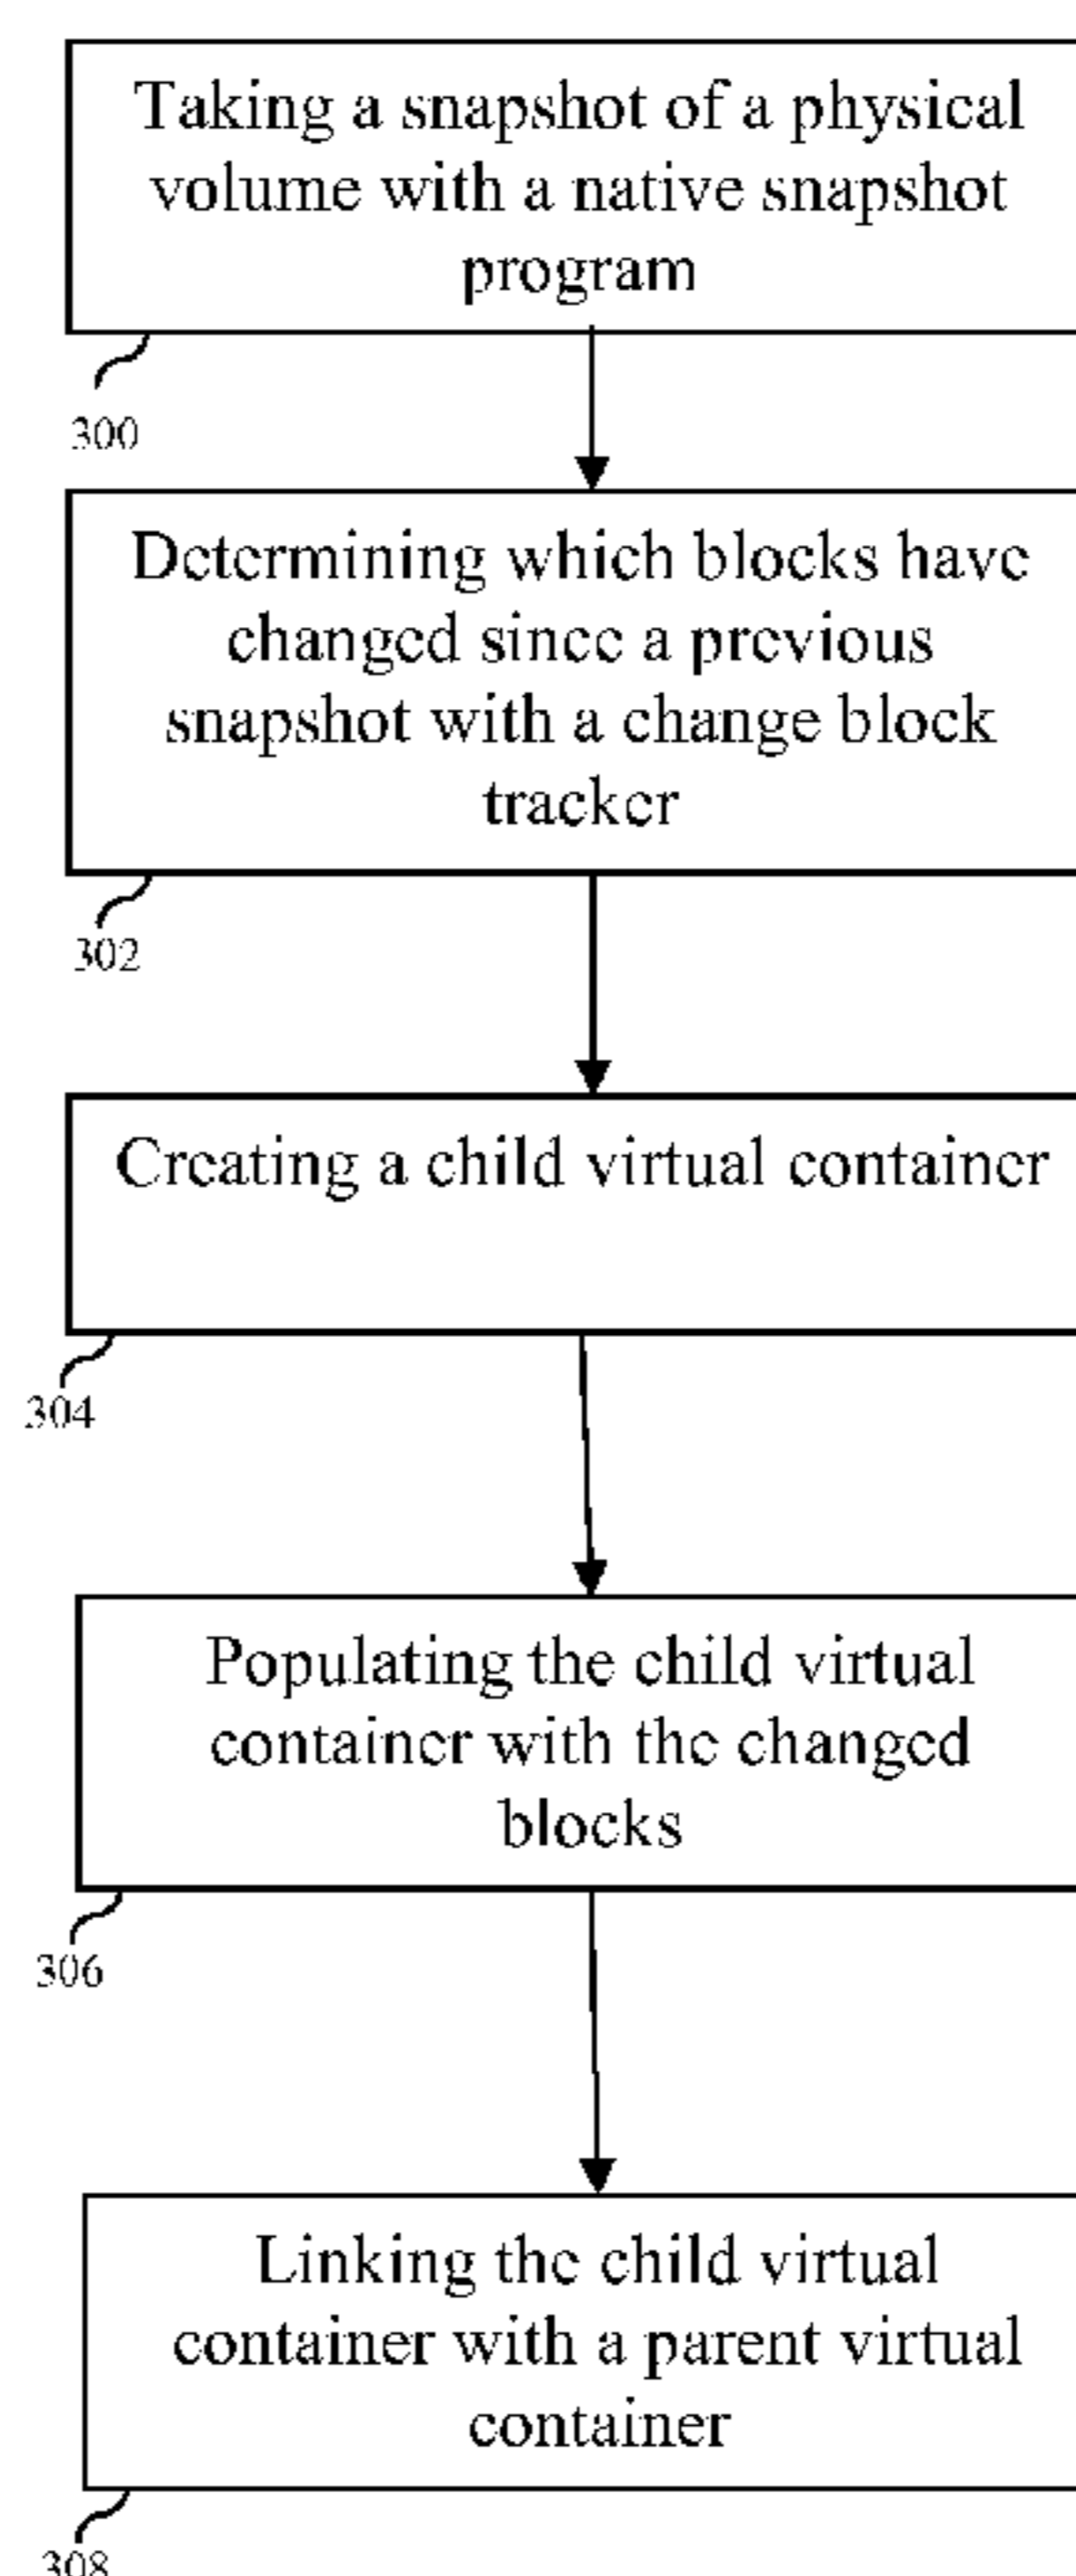 Taking a snapshot of a physical
volume with a native snapshot
program
300
Determining which blocks have
changed since a previous
snapshot with a change block
tracker
302
Creating a child virtual container
304
Populating the child virtual
container with the changed
blocks
306
Linking the child virtual
container with a parent virtual
container
308